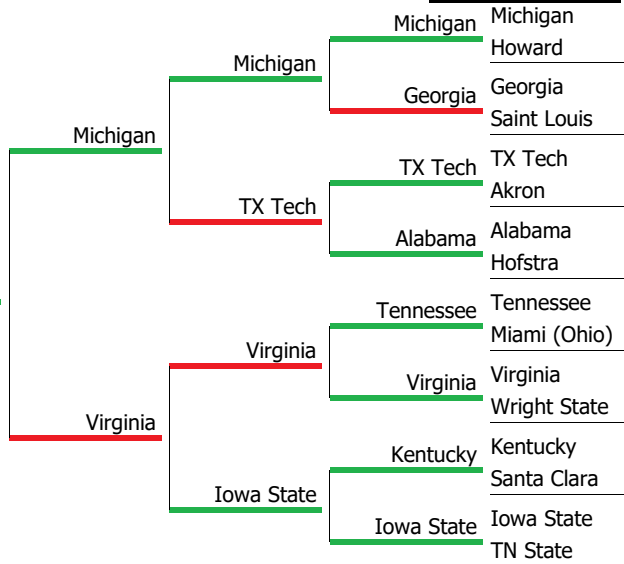 Michigan
Howard
Georgia
Saint Louis
TX Tech
Akron
Alabama
Hofstra
Tennessee
Miami (Ohio)
Virginia
Wright State
Kentucky
Santa Clara
Iowa State
TN State
Michigan
Georgia
TX Tech
Alabama
Tennessee
Virginia
Kentucky
Iowa State
Michigan
TX Tech
Virginia
Iowa State
Michigan
Virginia